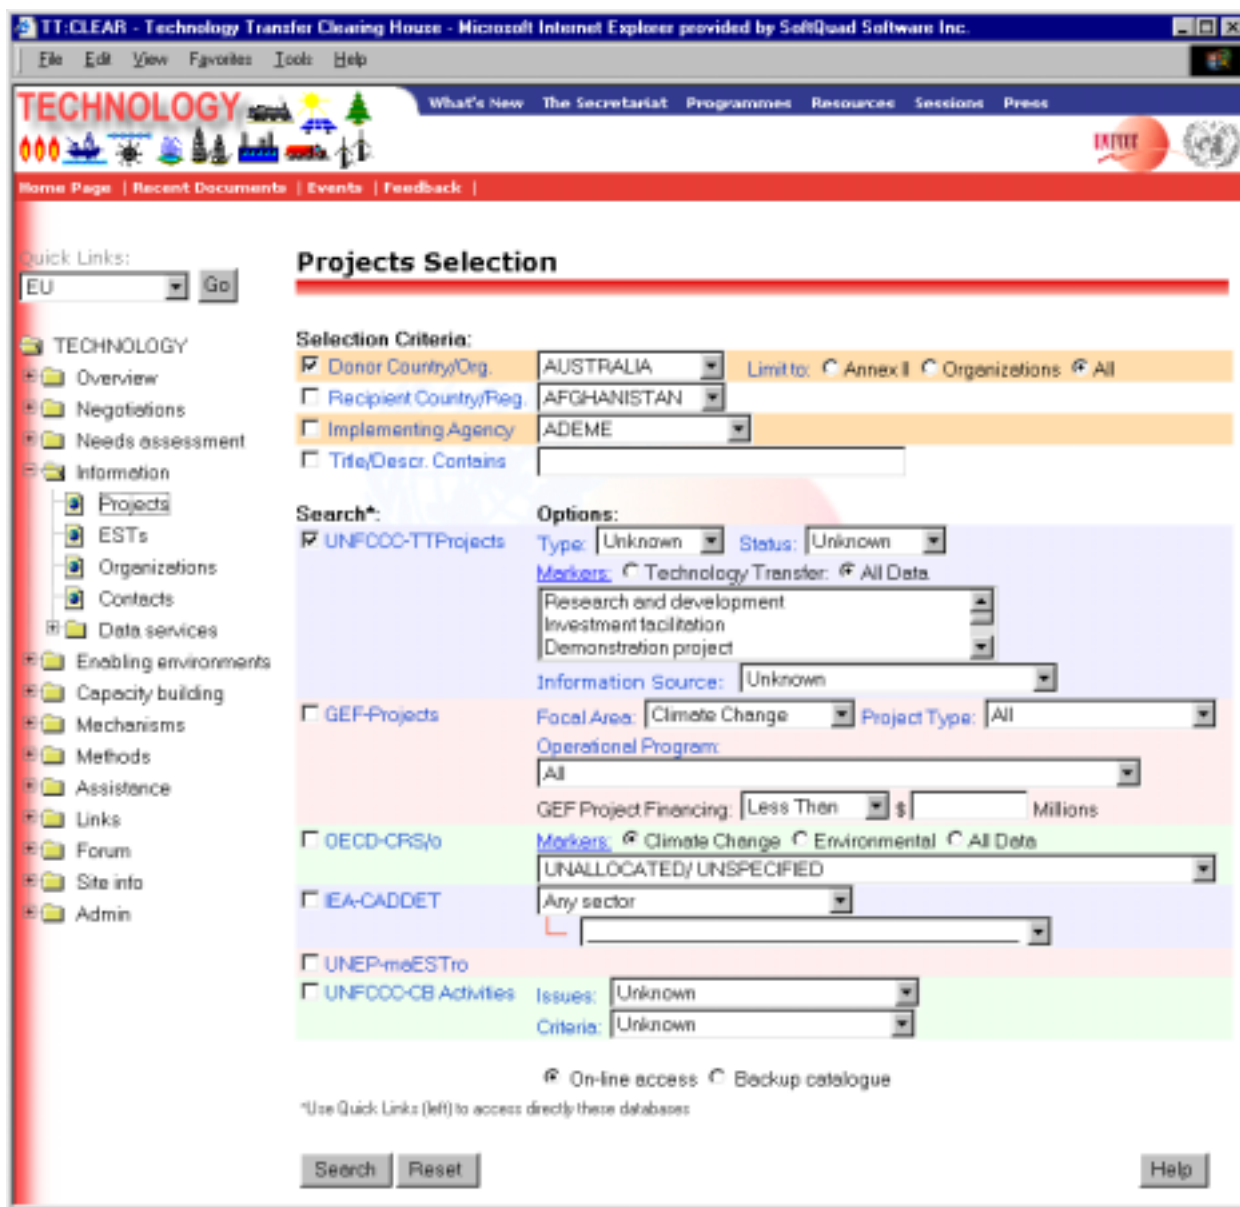 TT:CLEAR - Technology Transfer Clearing House - Microsoft Internet Explorer provided by SoftQuad Software Inc.
File Edit View Favorites Tools Help
TECHNOLOGY
What's New The Secretariat Programmes Resources Sessions Press
Home Page | Recent Documents | Events | Feedback |
Quick Links:
EU Go
Projects Selection
TECHNOLOGY
Overview
Negotiations
Needs assessment
Information
Projects
ESTs
Organizations
Contacts
Data services
Enabling environments
Capacity building
Mechanisms
Methods
Assistance
Links
Forum
Site info
Admin
Selection Criteria:
Donor Country/Org. AUSTRALIA Limit to: Annex II Organizations All
Recipient Country/Reg. AFGHANISTAN
Implementing Agency ADEME
Title/Descr. Contains
Search*: Options:
UNFCCC-TTProjects Type: Unknown Status: Unknown
Markers: Technology Transfer: All Data
Research and development
Investment facilitation
Demonstration project
Information Source: Unknown
GEF-Projects Focal Area: Climate Change Project Type: All
Operational Program:
All
GEF Project Financing: Less Than $ Millions
OECD-CRS/o Markers: Climate Change Environmental All Data
UNALLOCATED/ UNSPECIFIED
IEA-CADDET Any sector
UNEP-maESTro
UNFCCC-CB Activities Issues: Unknown
Criteria: Unknown
On-line access Backup catalogue
*Use Quick Links (left) to access directly these databases
Search Reset Help